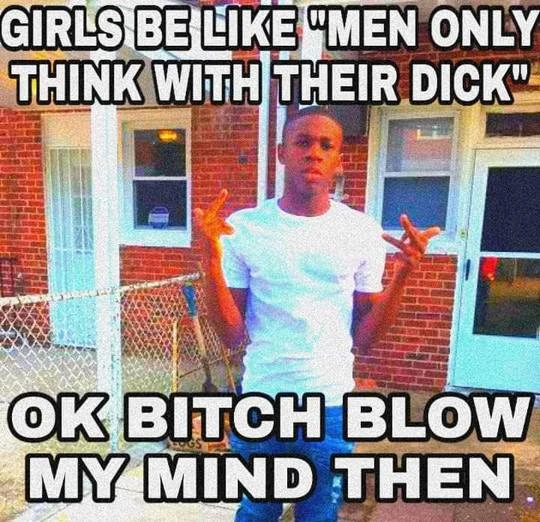 GIRLS BE LIKE "MEN ONLY
THINK WITH THEIR DICK"
OK BITCH BLOW
MY MIND THEN